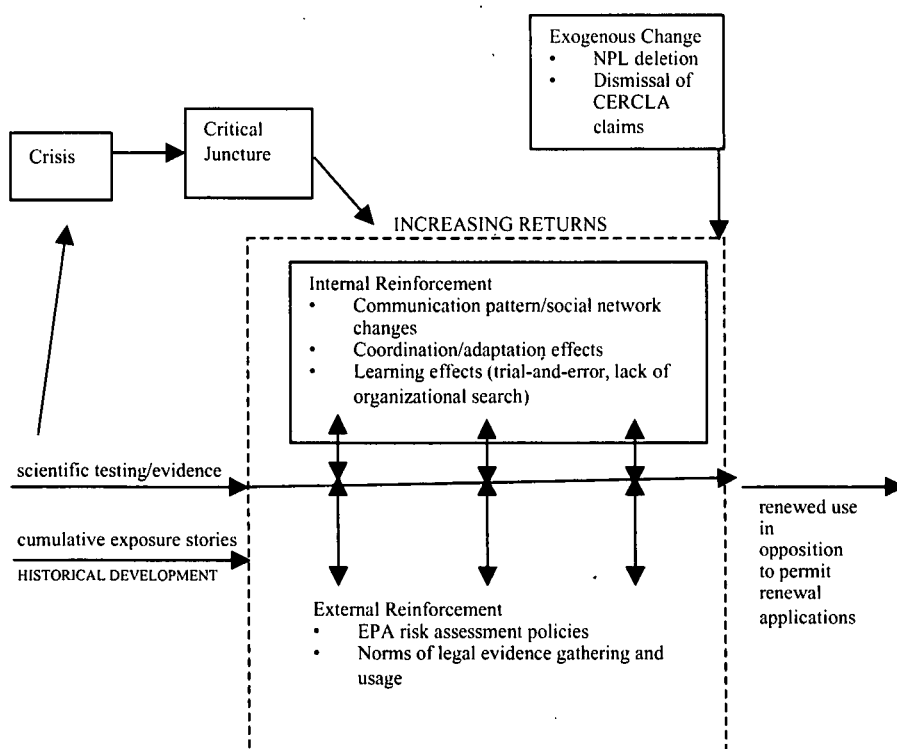 Exogenous Change
• NPL deletion
• Dismissal of
CERCLA
claims
Critical
Juncture
Crisis
INCREASING RETURNS
Internal Reinforcement
• Communication pattern/social network
changes
• Coordination/adaptation effects
• Learning effects (trial-and-error, lack of
organizational search)
scientific testing/evidence
cumulative exposure stories
HISTORICAL DEVELOPMENT
renewed use
in
opposition
to permit
renewal
applications
External Reinforcement
• EPA risk assessment policies
• Norms of legal evidence gathering and
usage